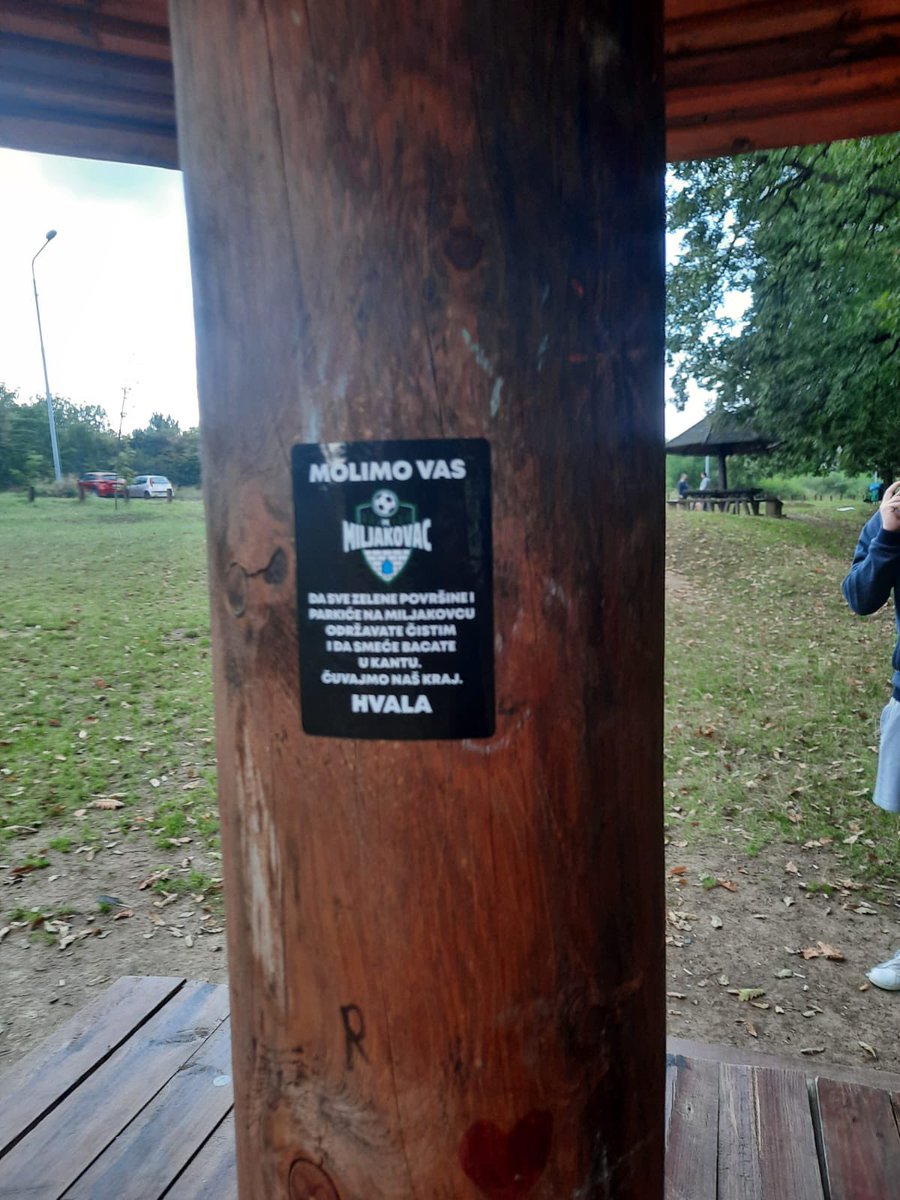 MOLIMO VAS
FK
MILJAKOVAC
DA SVE ZELENE POVRŠINE I
PARKIĆE NA MILJAKOVCU
ODRŽAVATE ČISTIM
I DA SMEĆE BACATE
U KANTU.
ČUVAJMO NAŠ KRAJ.
HVALA
R